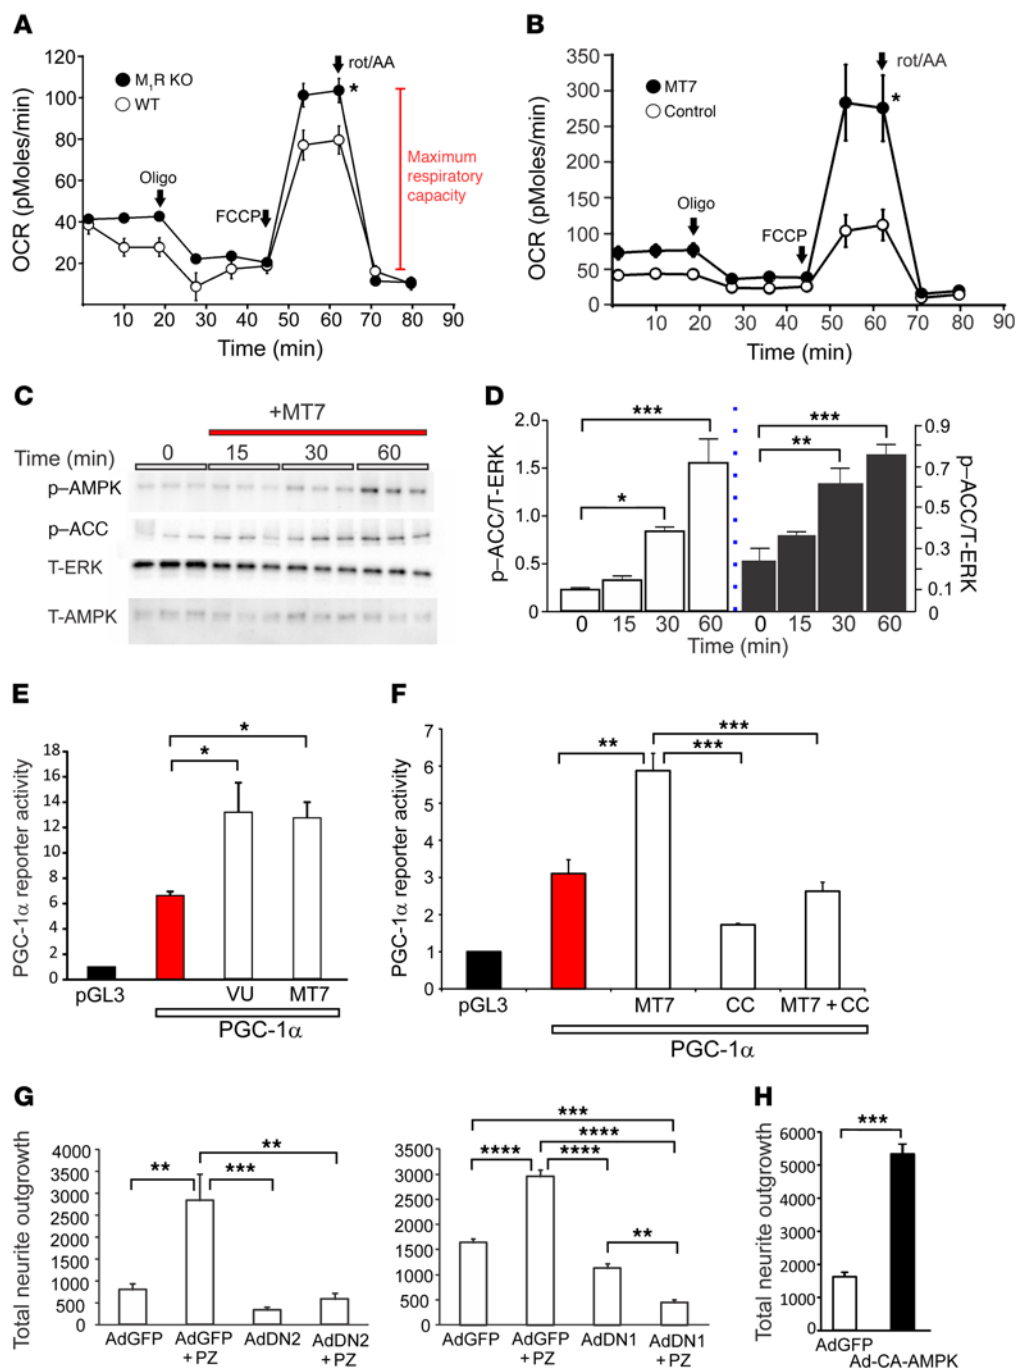 A
120
100
80
60
40
20
OCR (pMoles/min)
M1R KO
WT
Oligo
FCCP
rot/AA
*
Maximum
respiratory
capacity
10 20 30 40 50 60 70 80 90
Time (min)
B
350
300
250
200
150
100
50
0
OCR (pMoles/min)
MT7
Control
Oligo
FCCP
rot/AA
*
10 20 30 40 50 60 70 80 90
Time (min)
C
+MT7
Time (min) 0 15 30 60
p–AMPK
p–ACC
T-ERK
T-AMPK
D
p–ACC/T-ERK
2.0
1.5
1.0
0.5
0
***
*
***
**
0.9
0.7
0.5
0.3
0.1
0
p–ACC/T-ERK
0 15 30 60 0 15 30 60
Time (min)
E
PGC-1α reporter activity
18
16
14
12
10
8
6
4
2
0
*
*
pGL3 VU MT7
PGC-1α
F
PGC-1α reporter activity
7
6
5
4
3
2
1
0
**
***
***
pGL3 MT7 CC MT7 + CC
PGC-1α
G
Total neurite outgrowth
4000
3500
3000
2500
2000
1500
1000
500
0
**
***
**
AdGFP AdGFP + PZ AdDN2 AdDN2 + PZ
3500
3000
2500
2000
1500
1000
500
0
***
****
****
****
**
AdGFP AdGFP + PZ AdDN1 AdDN1 + PZ
H
Total neurite outgrowth
6000
5000
4000
2000
1000
0
***
AdGFP
Ad-CA-AMPK